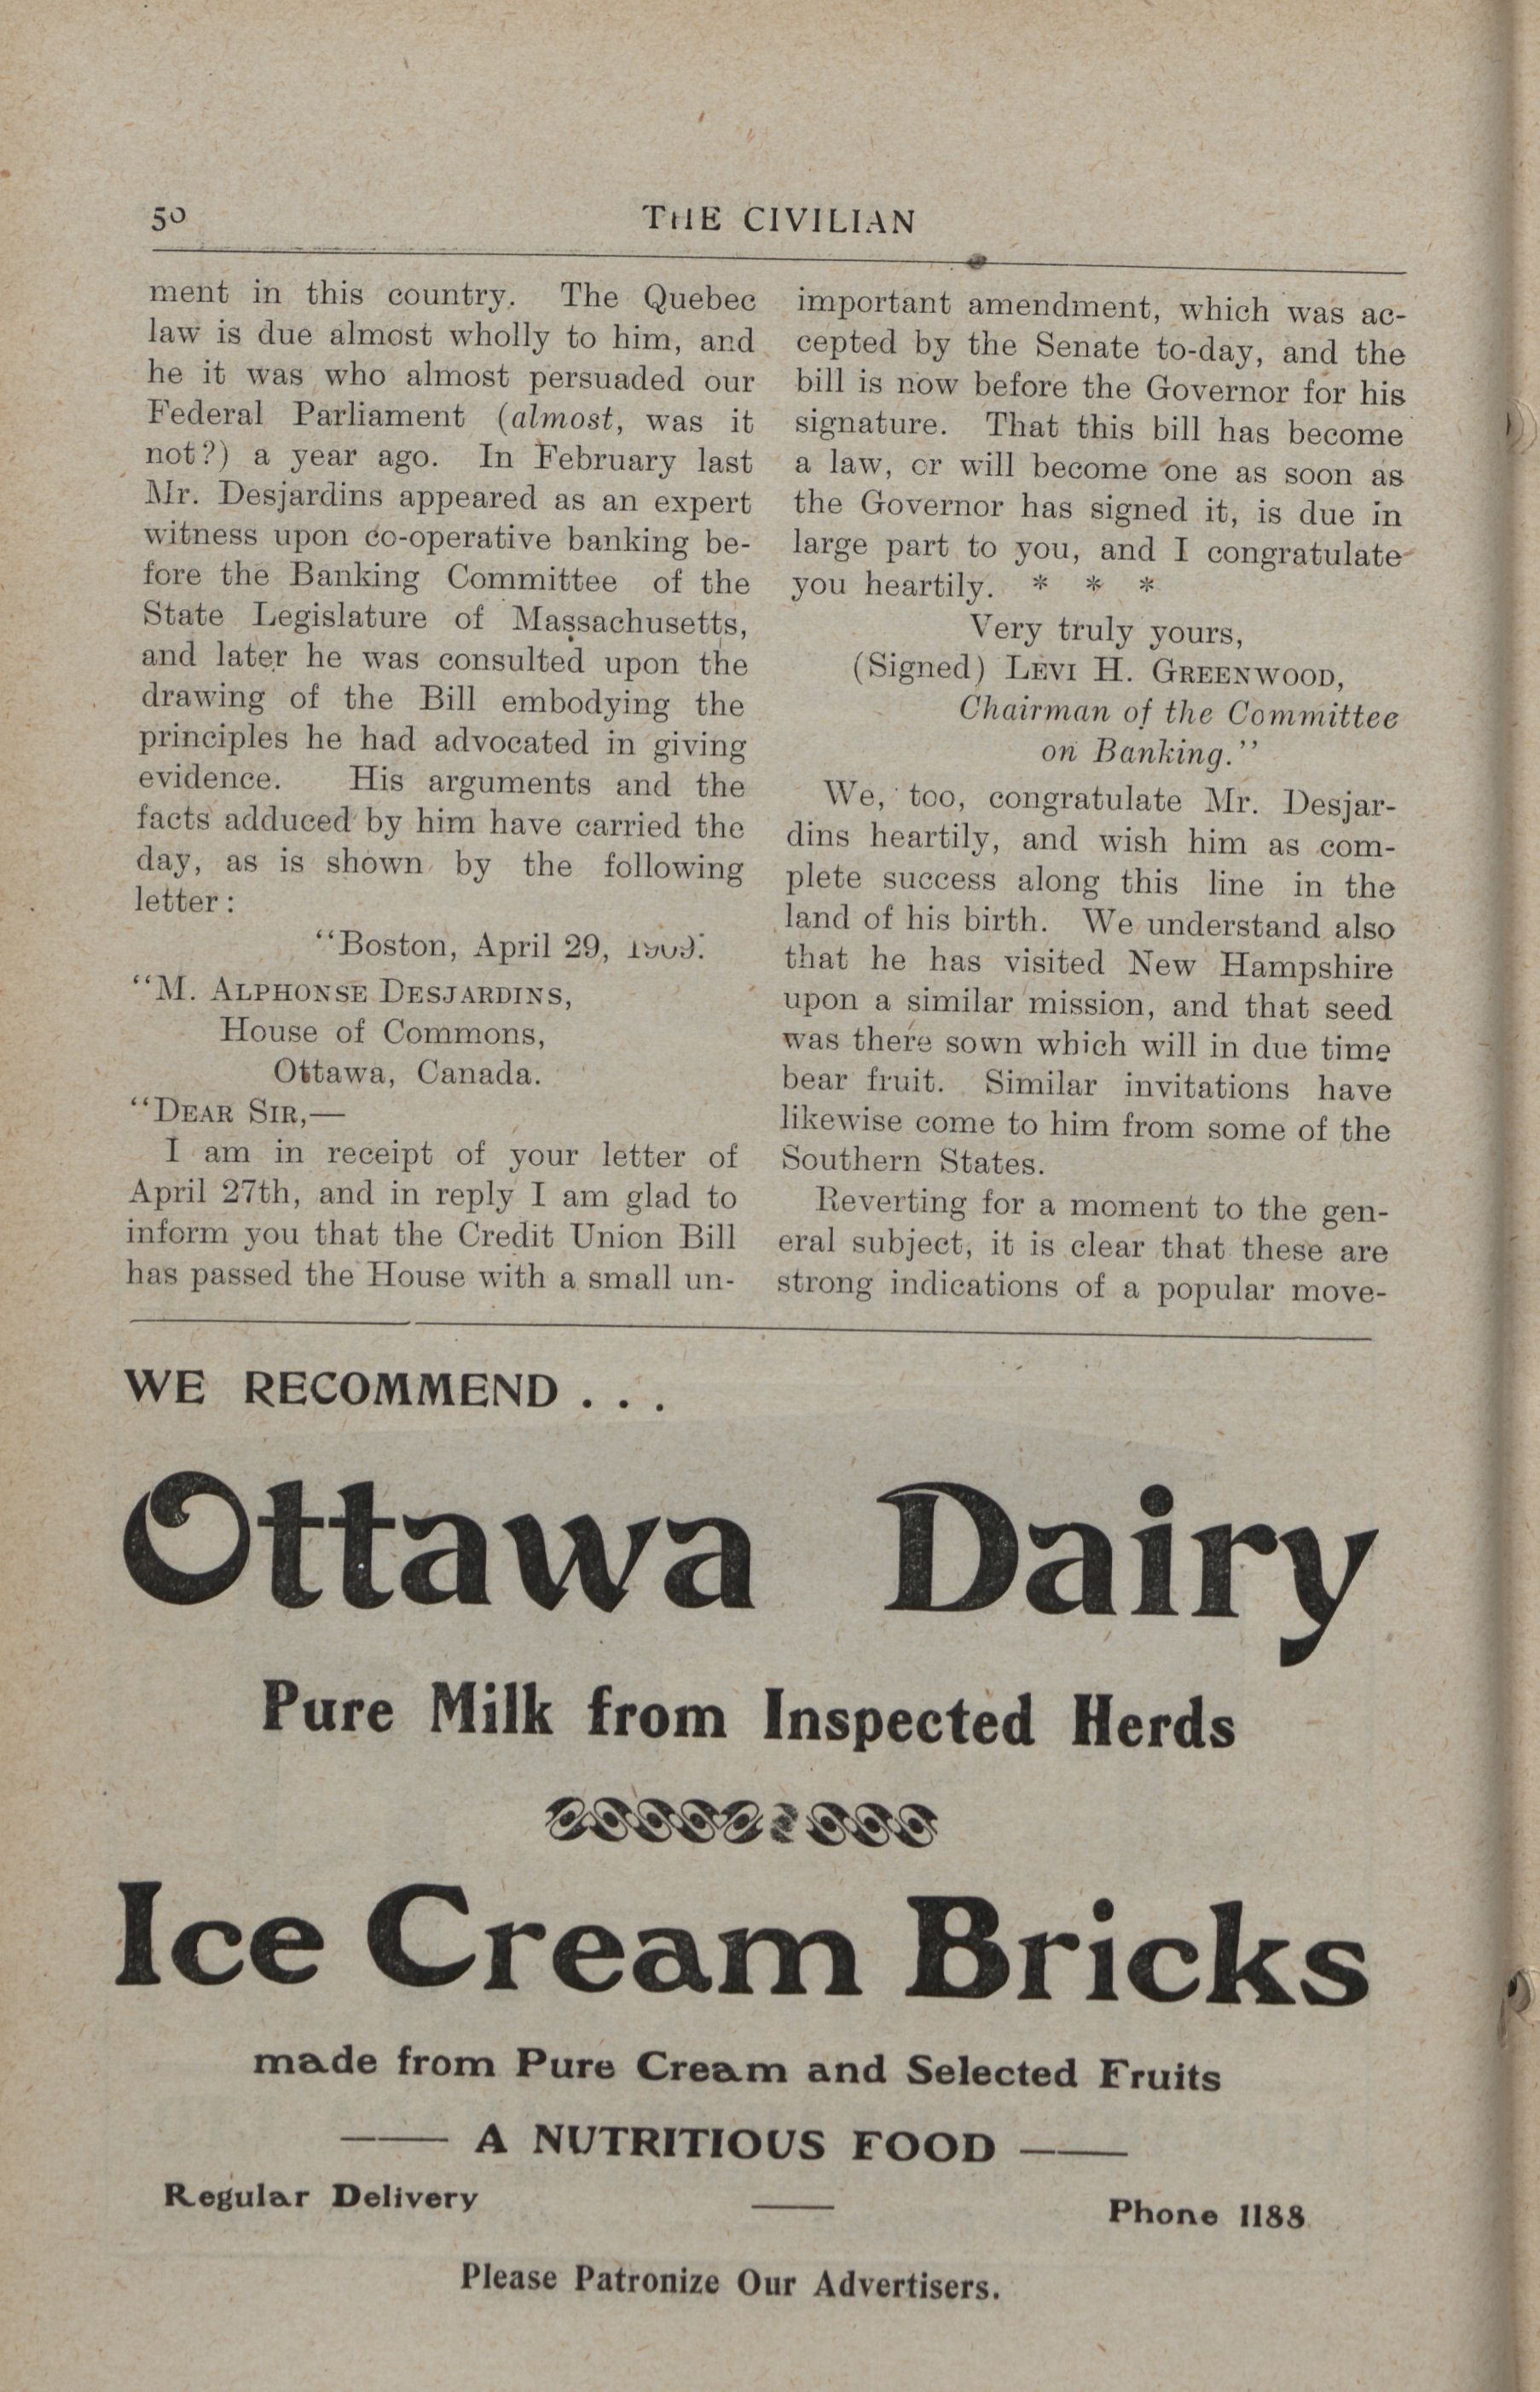 50
THE CIVILIAN
ment in this country. The Quebec
law is due almost wholly to him, and
he it was who almost persuaded our
Federal Parliament (almost, was it
not?) a year ago. In February last
Mr. Desjardins appeared as an expert
witness upon co-operative banking be-
fore the Banking Committee of the
State Legislature of Massachusetts,
and later he was consulted upon the
drawing of the Bill embodying the
principles he had advocated in giving
evidence. His arguments and the
facts adduced by him have carried the
day, as is shown by the following
letter:
"Boston, April 29, 1909.
"M. ALPHONSE DESJARDINS,
House of Commons,
Ottawa, Canada.
"DEAR SIR,—
I am in receipt of your letter of
April 27th, and in reply I am glad to
inform you that the Credit Union Bill
has passed the House with a small un-
important amendment, which was ac-
cepted by the Senate to-day, and the
bill is now before the Governor for his
signature. That this bill has become
a law, or will become one as soon as
the Governor has signed it, is due in
large part to you, and I congratulate
you heartily. * * *
Very truly yours,
(Signed) LEVI H. GREENWOOD,
Chairman of the Committee
on Banking."
We, too, congratulate Mr. Desjar-
dins heartily, and wish him as com-
plete success along this line in the
land of his birth. We understand also
that he has visited New Hampshire
upon a similar mission, and that seed
was there sown which will in due time
bear fruit. Similar invitations have
likewise come to him from some of the
Southern States.
Reverting for a moment to the gen-
eral subject, it is clear that these are
strong indications of a popular move-
WE RECOMMEND . . .
Ottawa Dairy
Pure Milk from Inspected Herds
Ice Cream Bricks
made from Pure Cream and Selected Fruits
—— A NUTRITIOUS FOOD ——
Regular Delivery — Phone 1188
Please Patronize Our Advertisers.